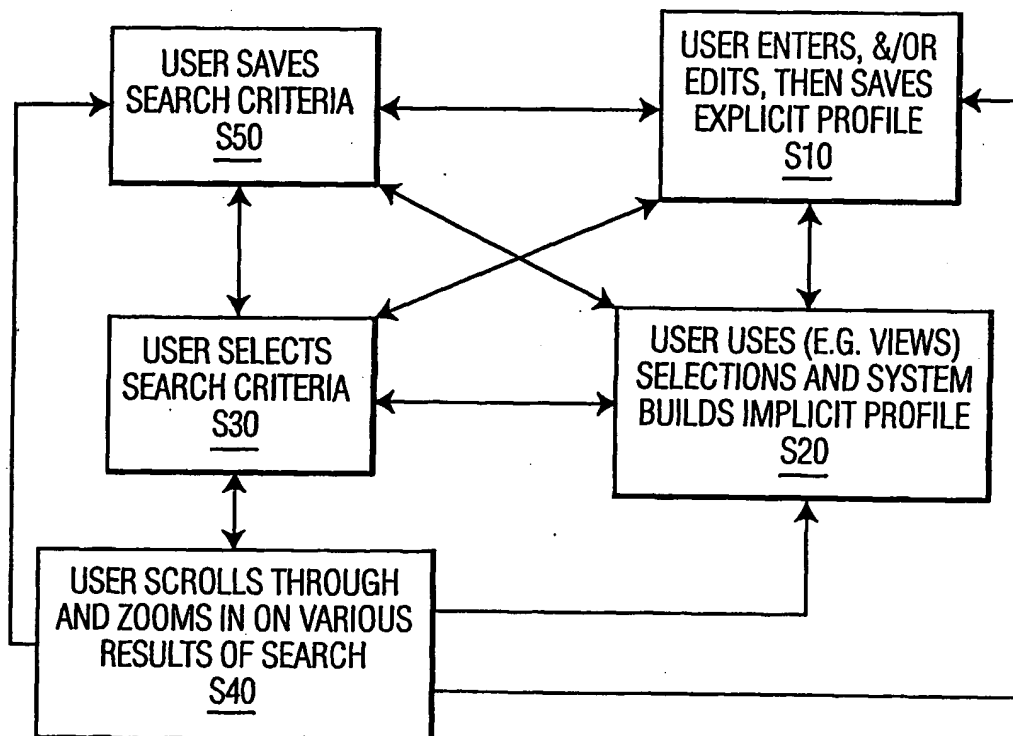 USER SAVES
SEARCH CRITERIA
S50
USER ENTERS, &/OR
EDITS, THEN SAVES
EXPLICIT PROFILE
S10
USER SELECTS
SEARCH CRITERIA
S30
USER USES (E.G. VIEWS)
SELECTIONS AND SYSTEM
BUILDS IMPLICIT PROFILE
S20
USER SCROLLS THROUGH
AND ZOOMS IN ON VARIOUS
RESULTS OF SEARCH
S40